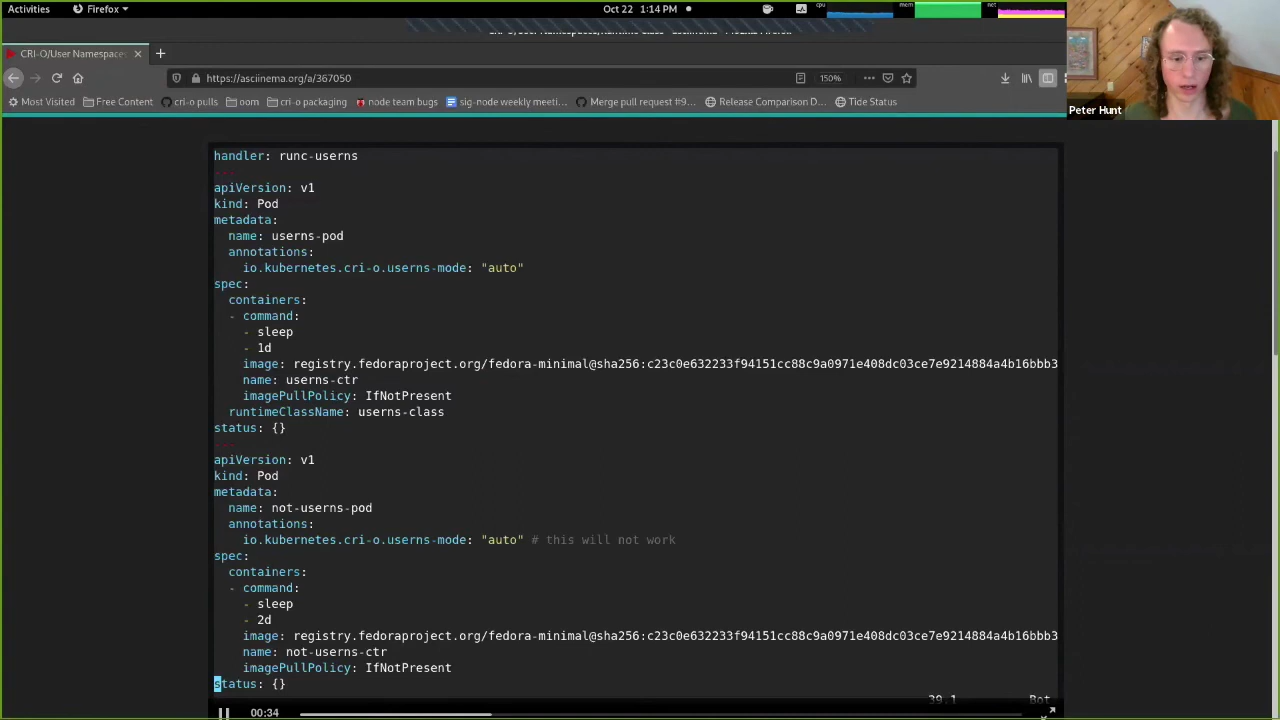 Activities
Firefox
Oct 22 1:14 PM
cpu
mem
net
CRI-O/User Namespaces
https://asciinema.org/a/367050
150%
Most Visited
Free Content
cri-o pulls
oom
cri-o packaging
node team bugs
sig-node weekly meeti...
Merge pull request #9...
Release Comparison D...
Tide Status
Peter Hunt
handler: runc-userns
---
apiVersion: v1
kind: Pod
metadata:
name: userns-pod
annotations:
io.kubernetes.cri-o.userns-mode: "auto"
spec:
containers:
- command:
- sleep
- 1d
image: registry.fedoraproject.org/fedora-minimal@sha256:c23c0e632233f94151cc88c9a0971e408dc03ce7e9214884a4b16bbb3
name: userns-ctr
imagePullPolicy: IfNotPresent
runtimeClassName: userns-class
status: {}
---
apiVersion: v1
kind: Pod
metadata:
name: not-userns-pod
annotations:
io.kubernetes.cri-o.userns-mode: "auto" # this will not work
spec:
containers:
- command:
- sleep
- 2d
image: registry.fedoraproject.org/fedora-minimal@sha256:c23c0e632233f94151cc88c9a0971e408dc03ce7e9214884a4b16bbb3
name: not-userns-ctr
imagePullPolicy: IfNotPresent
status: {}
39,1 Bot
00:34